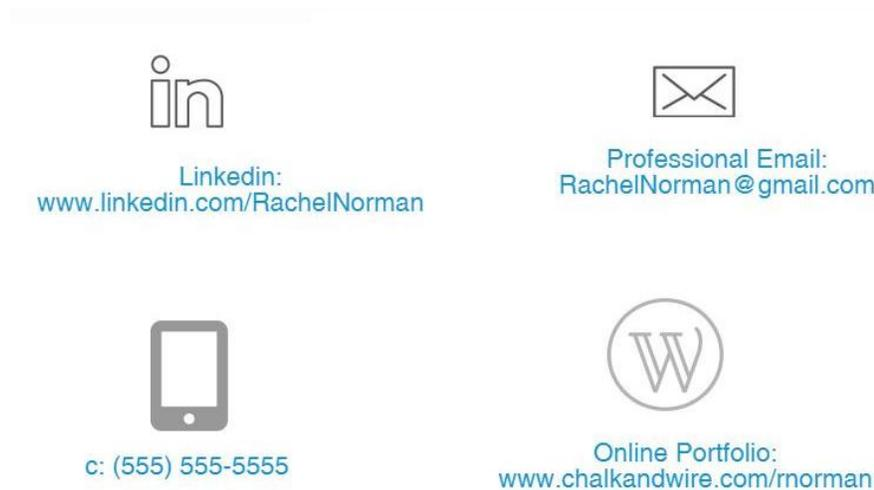 in
Linkedin:
www.linkedin.com/RachelNorman
Professional Email:
RachelNorman@gmail.com
c: (555) 555-5555
W
Online Portfolio:
www.chalkandwire.com/rnorman